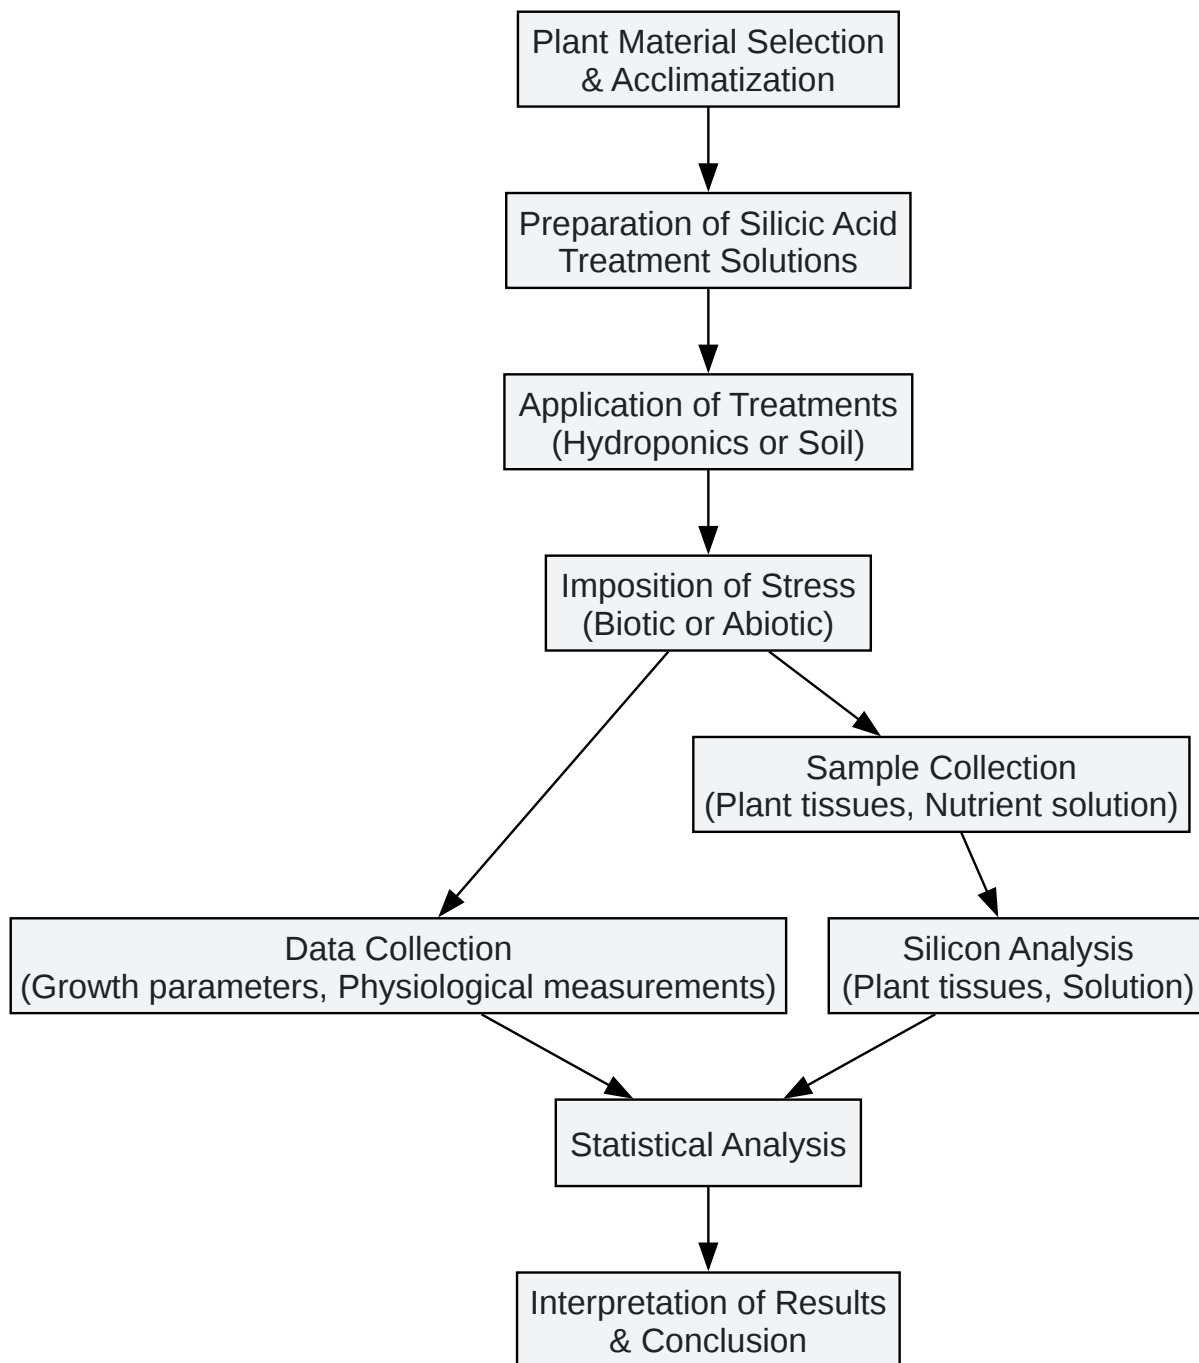 Plant Material Selection
& Acclimatization
Preparation of Silicic Acid
Treatment Solutions
Application of Treatments
(Hydroponics or Soil)
Imposition of Stress
(Biotic or Abiotic)
Sample Collection
(Plant tissues, Nutrient solution)
Data Collection
(Growth parameters, Physiological measurements)
Silicon Analysis
(Plant tissues, Solution)
Statistical Analysis
Interpretation of Results
& Conclusion